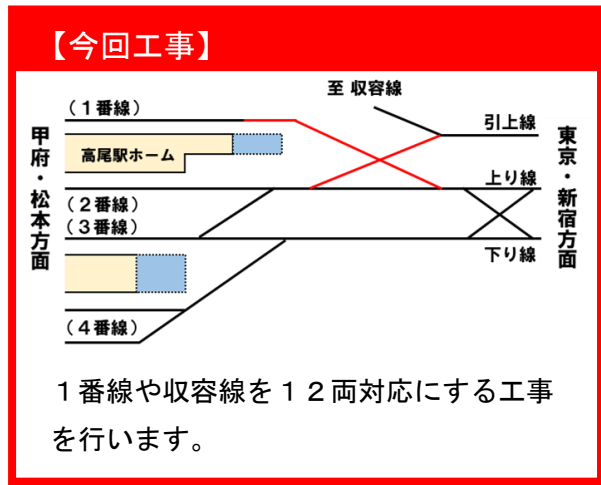 【今回工事】
至 収容線
（１番線）
引上線
高尾駅ホーム
甲府・松本方面
東京・新宿方面
上り線
（２番線）
（３番線）
下り線
（４番線）
１番線や収容線を１２両対応にする工事
を行います。